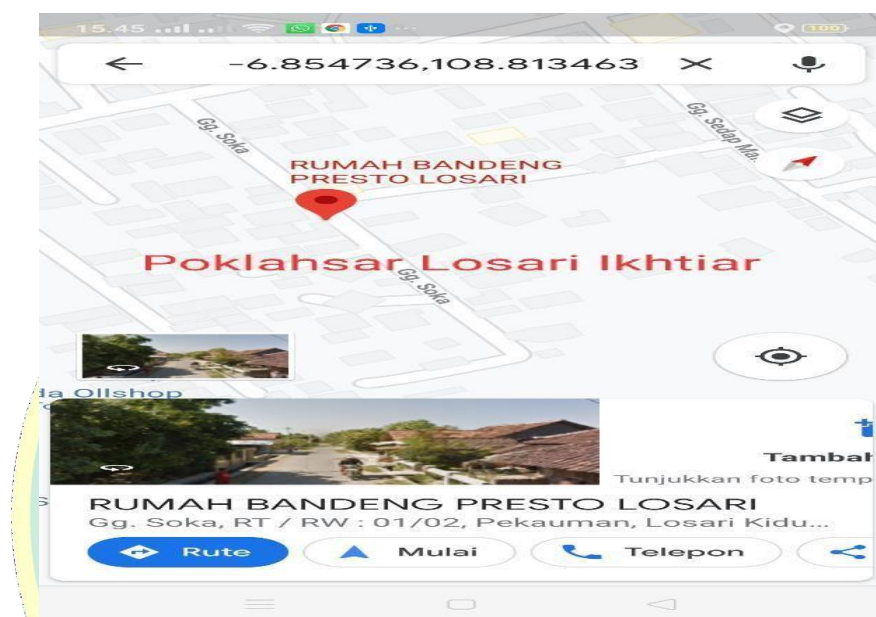 15.45
100
-6.854736,108.813463
Gg. Soka
Gg. Sedap Ma
RUMAH BANDENG
PRESTO LOSARI
Poklahsar Losari Ikhtiar
Gg. Soka
da Ollshop
Tambah
Tunjukkan foto temp
RUMAH BANDENG PRESTO LOSARI
Gg. Soka, RT / RW : 01/02, Pekauman, Losari Kidu...
Rute
Mulai
Telepon